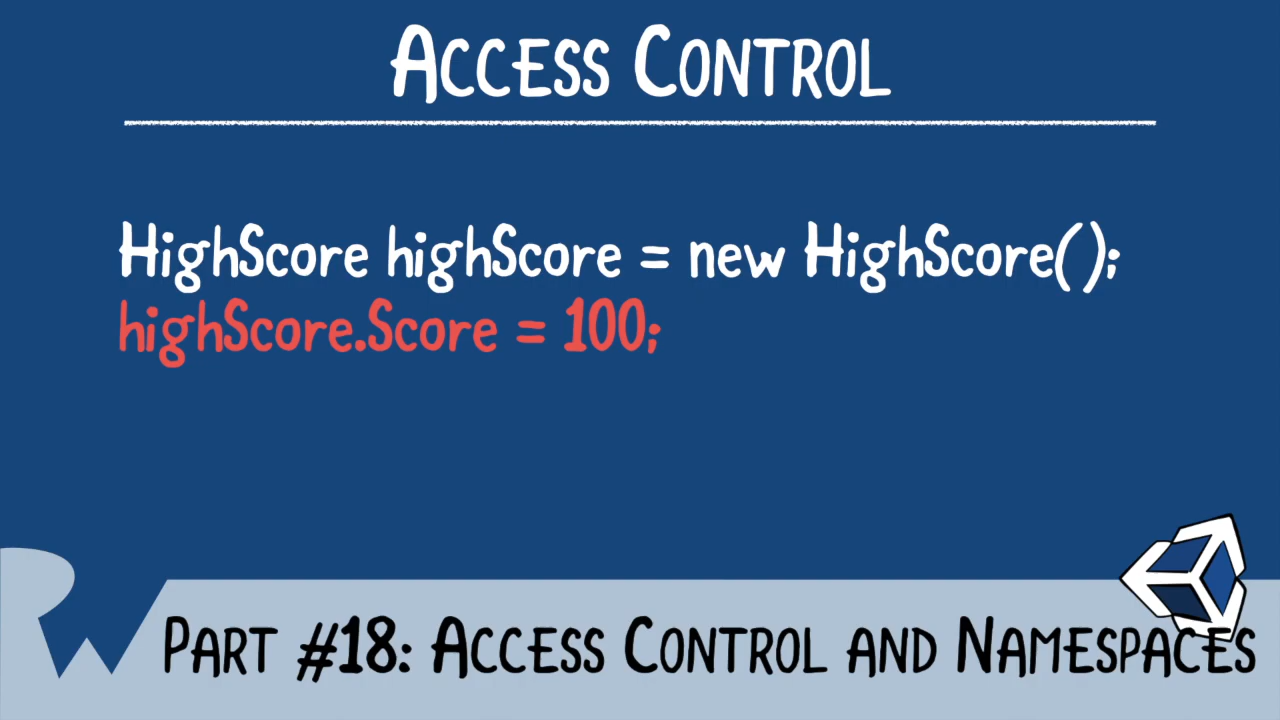 Access Control
HighScore highScore = new HighScore();
highScore.Score = 100;
Part #18: Access Control and Namespaces